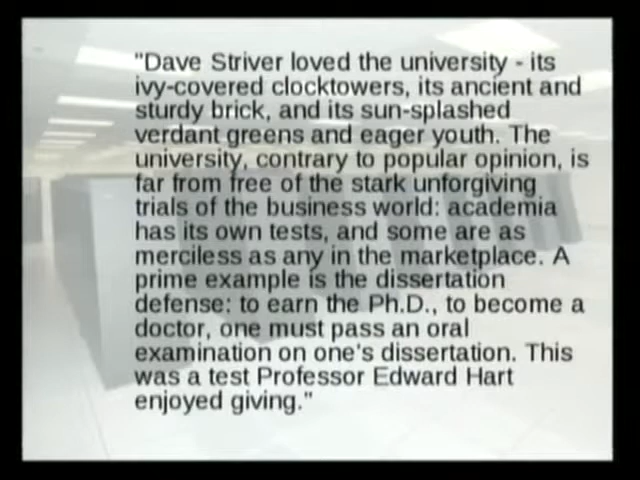 "Dave Striver loved the university - its
ivy-covered clocktowers, its ancient and
sturdy brick, and its sun-splashed
verdant greens and eager youth. The
university, contrary to popular opinion, is
far from free of the stark unforgiving
trials of the business world: academia
has its own tests, and some are as
merciless as any in the marketplace. A
prime example is the dissertation
defense: to earn the Ph.D., to become a
doctor, one must pass an oral
examination on one's dissertation. This
was a test Professor Edward Hart
enjoyed giving."